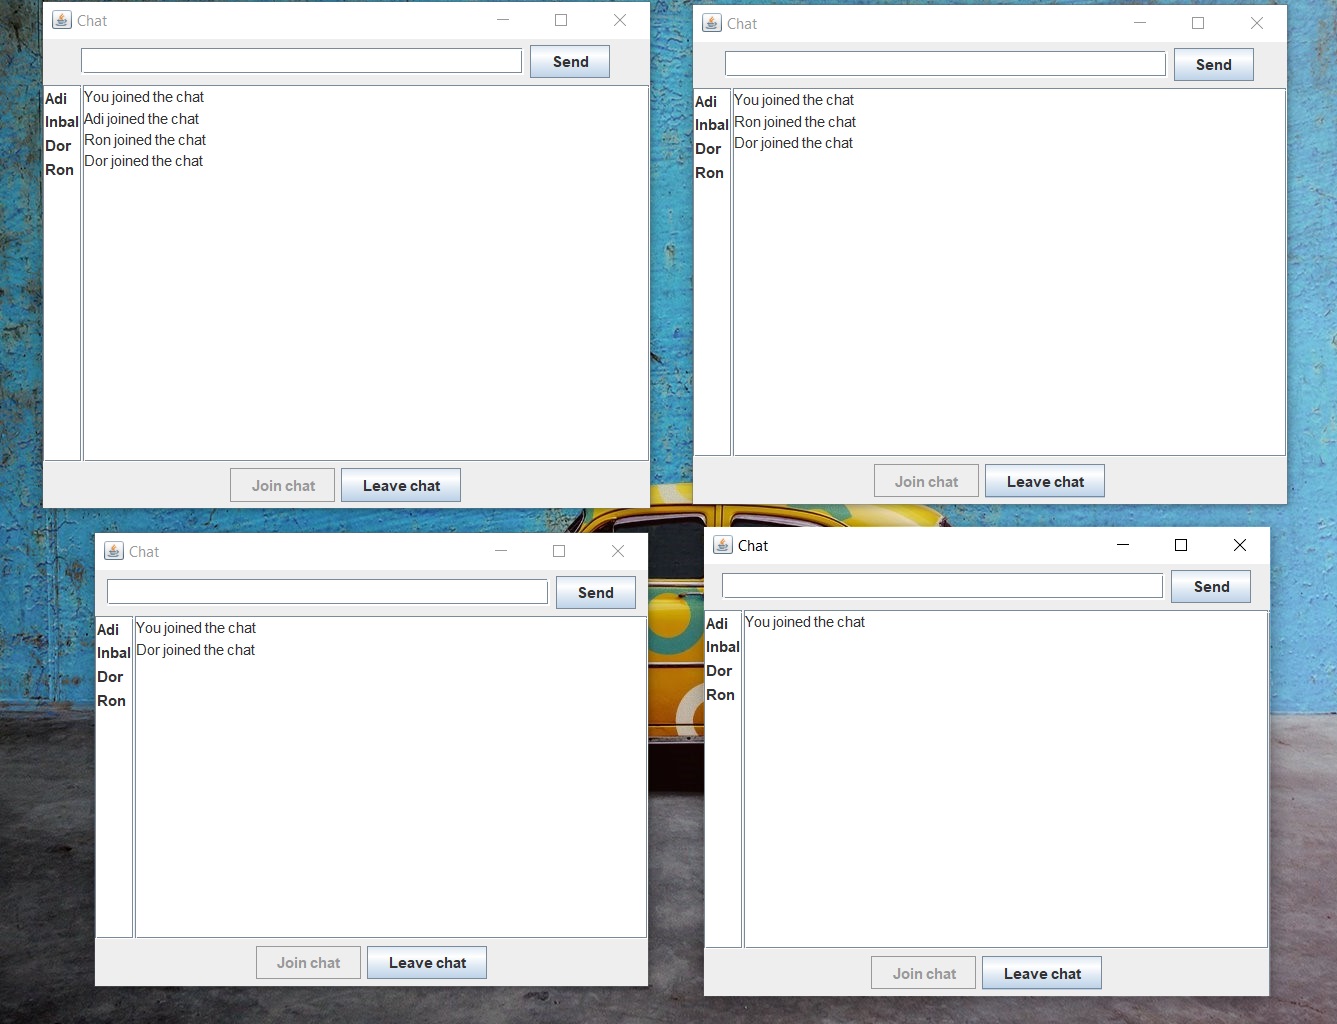 Chat
Send
Adi
Inbal
Dor
Ron
You joined the chat
Adi joined the chat
Ron joined the chat
Dor joined the chat
Join chat
Leave chat
Chat
Send
Adi
Inbal
Dor
Ron
You joined the chat
Ron joined the chat
Dor joined the chat
Join chat
Leave chat
Chat
Send
Adi
Inbal
Dor
Ron
You joined the chat
Dor joined the chat
Join chat
Leave chat
Chat
Send
Adi
Inbal
Dor
Ron
You joined the chat
Join chat
Leave chat